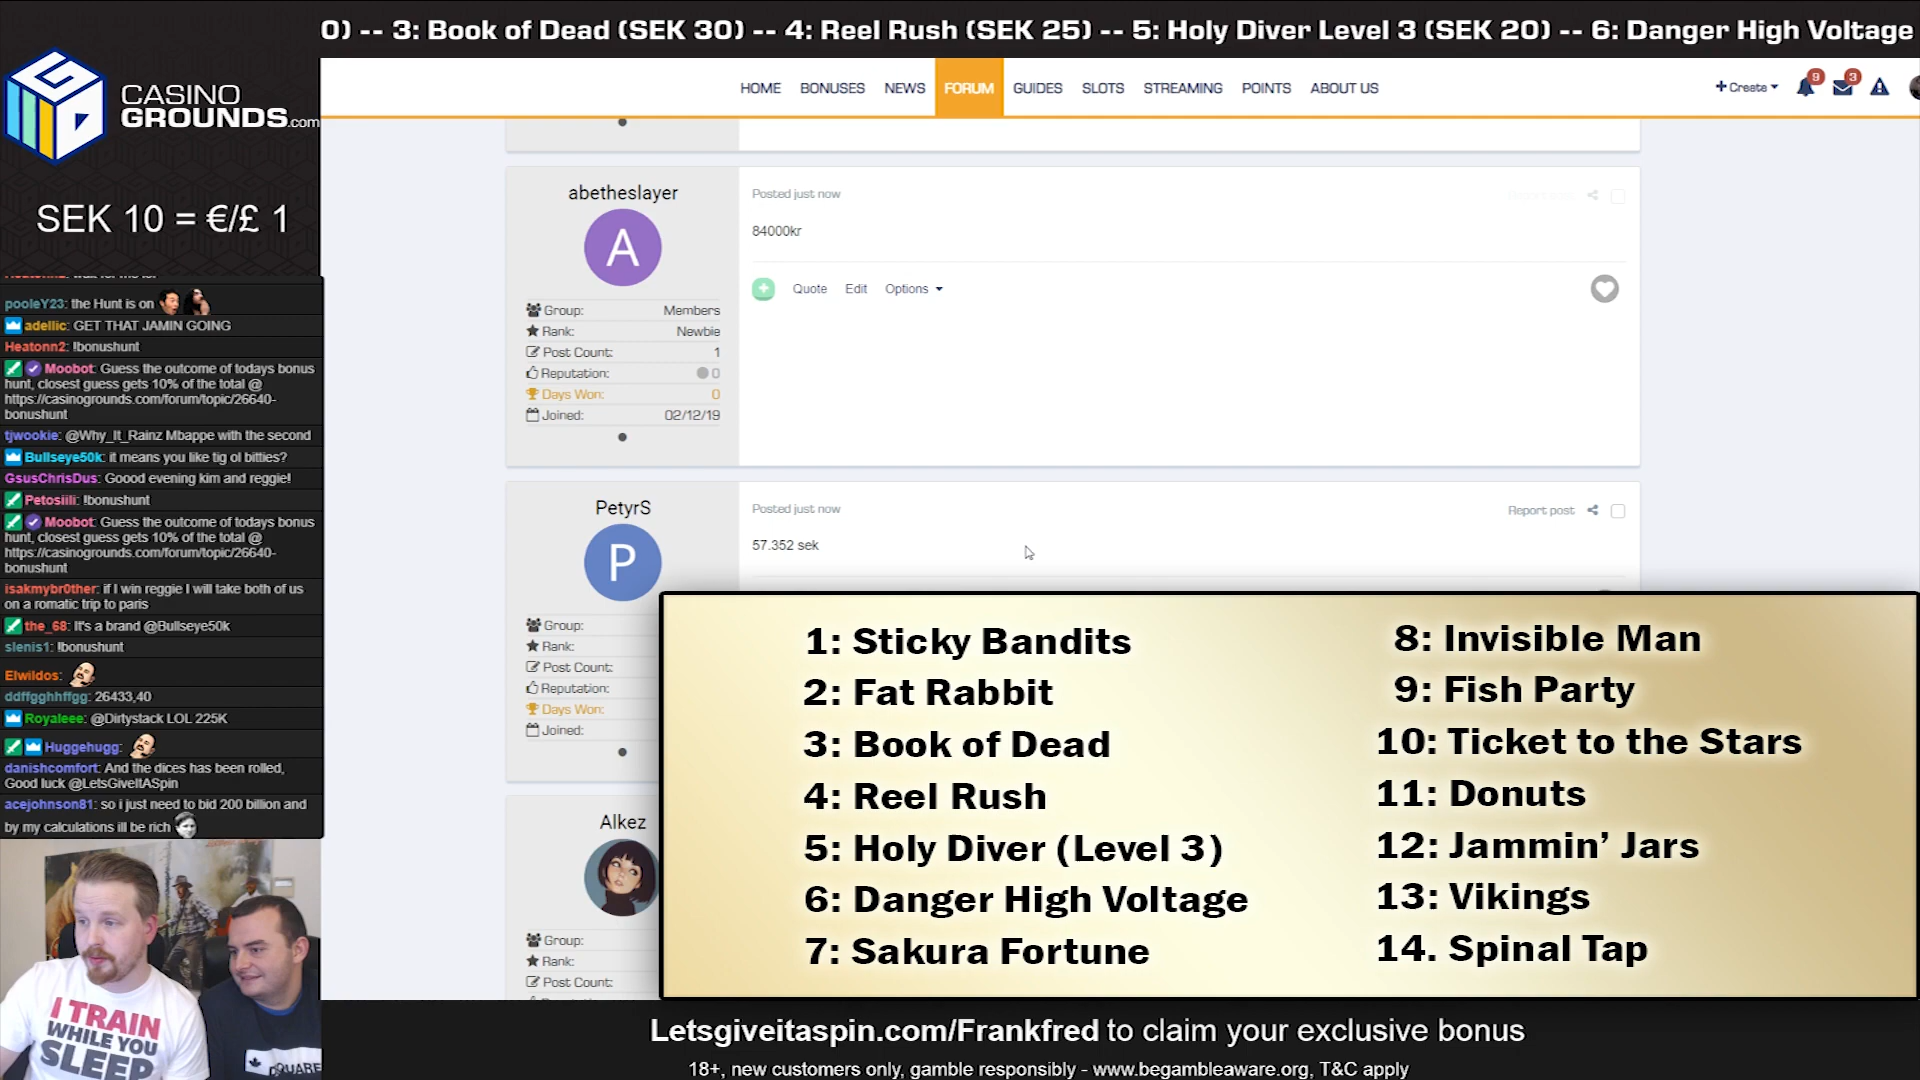 0) -- 3: Book of Dead (SEK 30) -- 4: Reel Rush (SEK 25) -- 5: Holy Diver Level 3 (SEK 20) -- 6: Danger High Voltage
CASINO
GROUNDS.com
HOME BONUSES NEWS FORUM GUIDES SLOTS STREAMING POINTS ABOUT US
+Create 9 3
SEK 10 = €/£ 1
pooleY23: the Hunt is on
adellic: GET THAT JAMIN GOING
Heatonn2: !bonushunt
Moobot: Guess the outcome of todays bonus
hunt, closest guess gets 10% of the total @
https://casinogrounds.com/forum/topic/26640-
bonushunt
tjwookie: @Why_It_Rainz Mbappe with the second
Bullseye50k: it means you like tig ol bitties?
GsusChrisDus: Goood evening kim and reggie!
Petosiili: !bonushunt
Moobot: Guess the outcome of todays bonus
hunt, closest guess gets 10% of the total @
https://casinogrounds.com/forum/topic/26640-
bonushunt
isakmybr0ther: if I win reggie I will take both of us
on a romatic trip to paris
the_68: It's a brand @Bullseye50k
slenis1: !bonushunt
Elwildos:
ddffgghhffgg: 26433,40
Royaleee: @Dirtystack LOL 225K
Huggehugg:
danishcomfort: And the dices has been rolled,
Good luck @LetsGiveItASpin
acejohnson81: so i just need to bid 200 billion and
by my calculations ill be rich
abetheslayer
A
Group: Members
Rank: Newbie
Post Count: 1
Reputation: 0
Days Won: 0
Joined: 02/12/19
Posted just now
84000kr
Quote Edit Options
PetyrS
P
Group:
Rank:
Post Count:
Reputation:
Days Won:
Joined:
Posted just now
Report post
57.352 sek
Alkez
Group:
Rank:
Post Count:
1: Sticky Bandits
2: Fat Rabbit
3: Book of Dead
4: Reel Rush
5: Holy Diver (Level 3)
6: Danger High Voltage
7: Sakura Fortune
8: Invisible Man
9: Fish Party
10: Ticket to the Stars
11: Donuts
12: Jammin' Jars
13: Vikings
14. Spinal Tap
I TRAIN
WHILE YOU
SLEEP
Letsgiveitaspin.com/Frankfred to claim your exclusive bonus
18+, new customers only, gamble responsibly - www.begambleaware.org, T&C apply